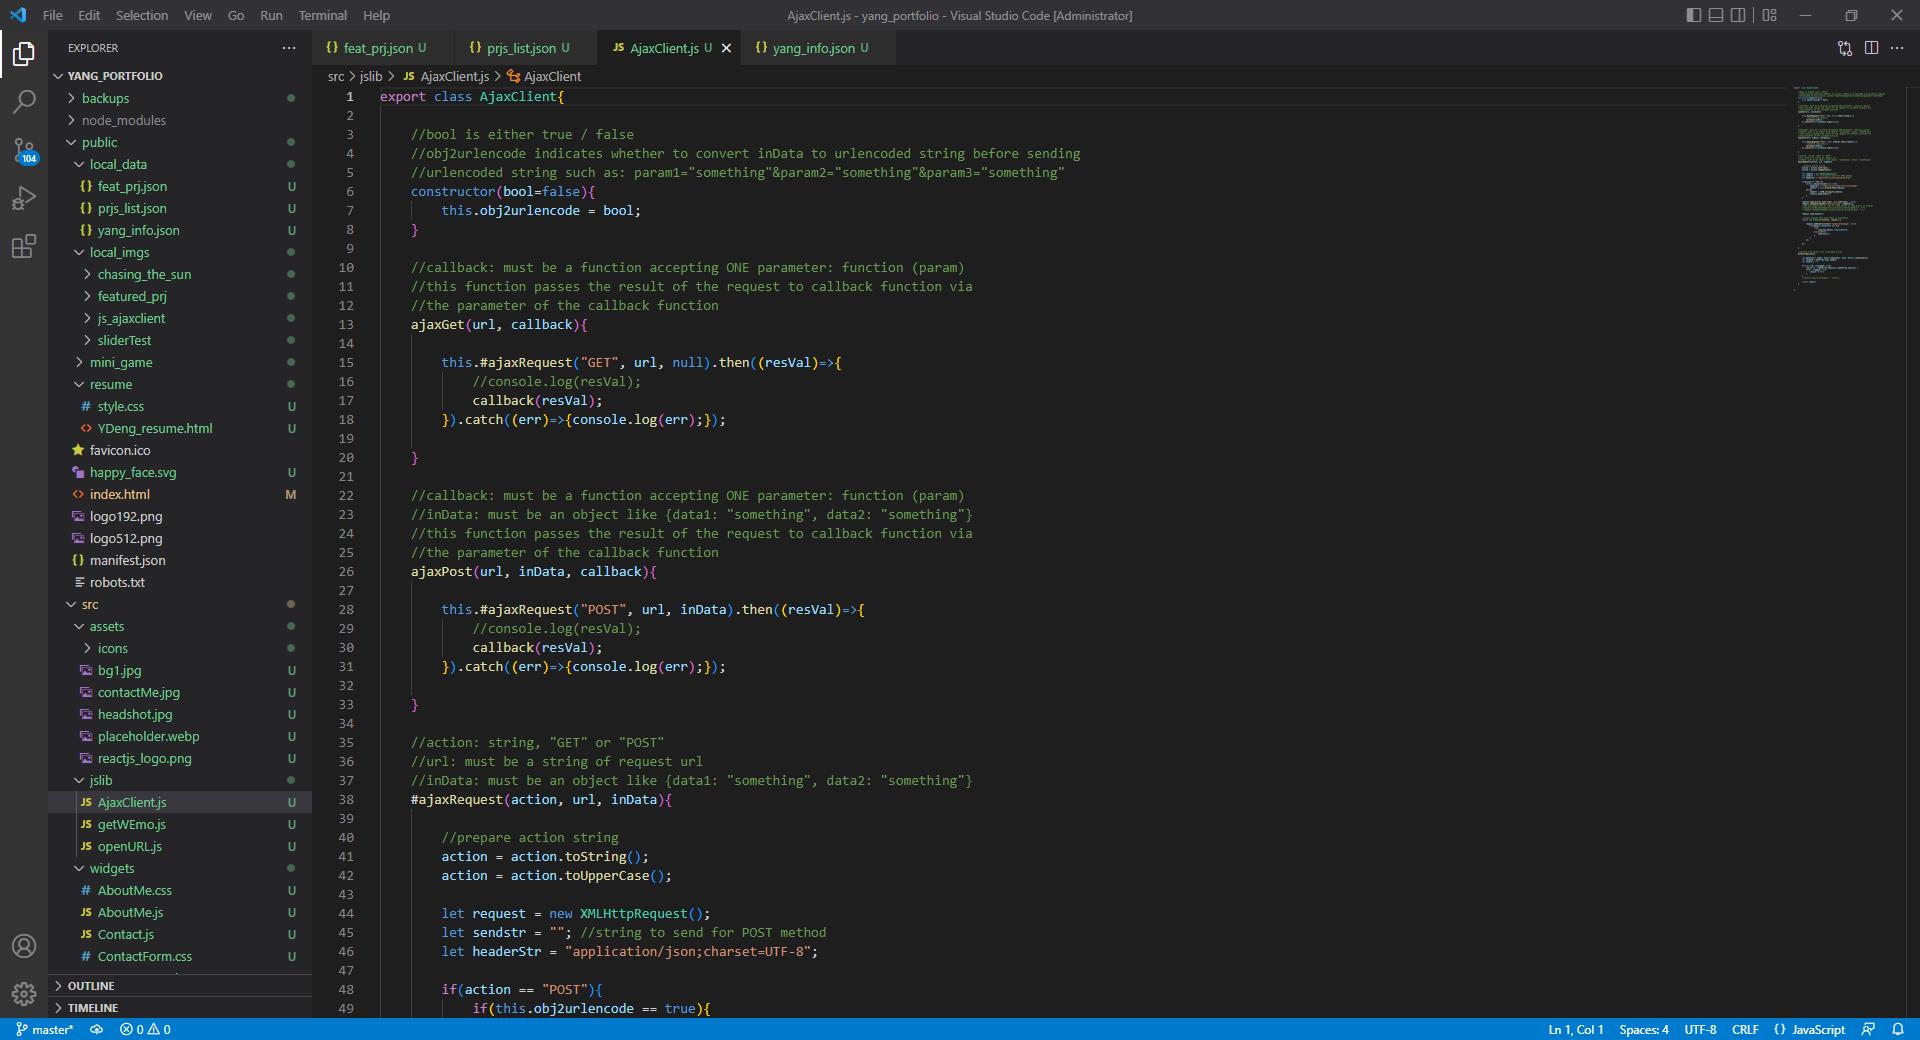 File Edit Selection View Go Run Terminal Help
AjaxClient.js - yang_portfolio - Visual Studio Code [Administrator]
EXPLORER
YANG_PORTFOLIO
backups
node_modules
public
local_data
{} feat_prj.json U
{} prjs_list.json U
{} yang_info.json U
local_imgs
chasing_the_sun
featured_prj
js_ajaxclient
sliderTest
mini_game
resume
# style.css U
<> YDeng_resume.html U
favicon.ico
happy_face.svg U
<> index.html M
logo192.png
logo512.png
{} manifest.json
robots.txt
src
assets
icons
bg1.jpg U
contactMe.jpg U
headshot.jpg U
placeholder.webp U
reactjs_logo.png U
jslib
JS AjaxClient.js U
JS getWEmo.js U
JS openURL.js U
widgets
# AboutMe.css U
JS AboutMe.js U
JS Contact.js U
# ContactForm.css U
OUTLINE
TIMELINE
104
{} feat_prj.json U {} prjs_list.json U JS AjaxClient.js U {} yang_info.json U
src > jslib > JS AjaxClient.js > AjaxClient
1 export class AjaxClient{
2
3 //bool is either true / false
4 //obj2urlencode indicates whether to convert inData to urlencoded string before sending
5 //urlencoded string such as: param1="something"&param2="something"&param3="something"
6 constructor(bool=false){
7 this.obj2urlencode = bool;
8 }
9
10 //callback: must be a function accepting ONE parameter: function (param)
11 //this function passes the result of the request to callback function via
12 //the parameter of the callback function
13 ajaxGet(url, callback){
14
15 this.#ajaxRequest("GET", url, null).then((resVal)=>{
16 //console.log(resVal);
17 callback(resVal);
18 }).catch((err)=>{console.log(err);});
19
20 }
21
22 //callback: must be a function accepting ONE parameter: function (param)
23 //inData: must be an object like {data1: "something", data2: "something"}
24 //this function passes the result of the request to callback function via
25 //the parameter of the callback function
26 ajaxPost(url, inData, callback){
27
28 this.#ajaxRequest("POST", url, inData).then((resVal)=>{
29 //console.log(resVal);
30 callback(resVal);
31 }).catch((err)=>{console.log(err);});
32
33 }
34
35 //action: string, "GET" or "POST"
36 //url: must be a string of request url
37 //inData: must be an object like {data1: "something", data2: "something"}
38 #ajaxRequest(action, url, inData){
39
40 //prepare action string
41 action = action.toString();
42 action = action.toUpperCase();
43
44 let request = new XMLHttpRequest();
45 let sendstr = ""; //string to send for POST method
46 let headerStr = "application/json;charset=UTF-8";
47
48 if(action == "POST"){
49 if(this.obj2urlencode == true){
master* 0 0 Ln 1, Col 1 Spaces: 4 UTF-8 CRLF {} JavaScript